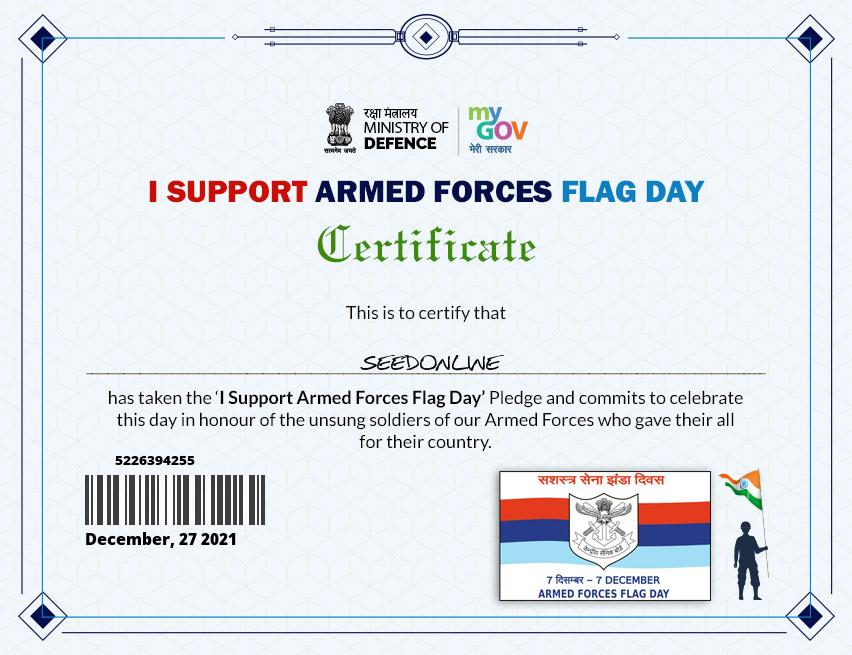 रक्षा मंत्रालय
MINISTRY OF
DEFENCE
सत्यमेव जयते
my
GOV
मेरी सरकार
I SUPPORT ARMED FORCES FLAG DAY
Certificate
This is to certify that
SEEDONLINE
has taken the ‘I Support Armed Forces Flag Day’ Pledge and commits to celebrate
this day in honour of the unsung soldiers of our Armed Forces who gave their all
for their country.
5226394255
December, 27 2021
सशस्त्र सेना झंडा दिवस
केन्द्रीय सैनिक बोर्ड
7 दिसम्बर – 7 DECEMBER
ARMED FORCES FLAG DAY